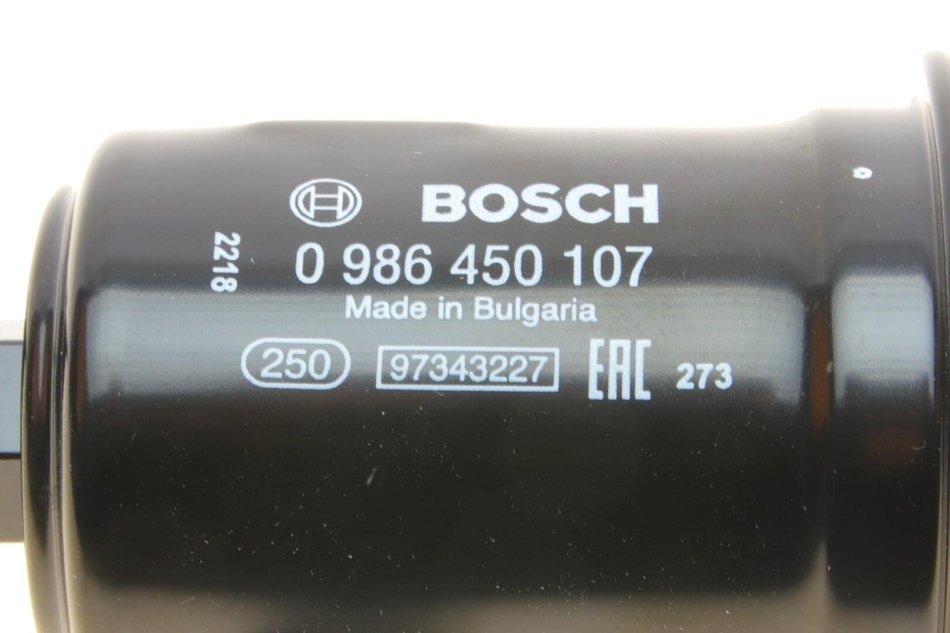 BOSCH
0 986 450 107
Made in Bulgaria
250 97343227 EAC 273
2218